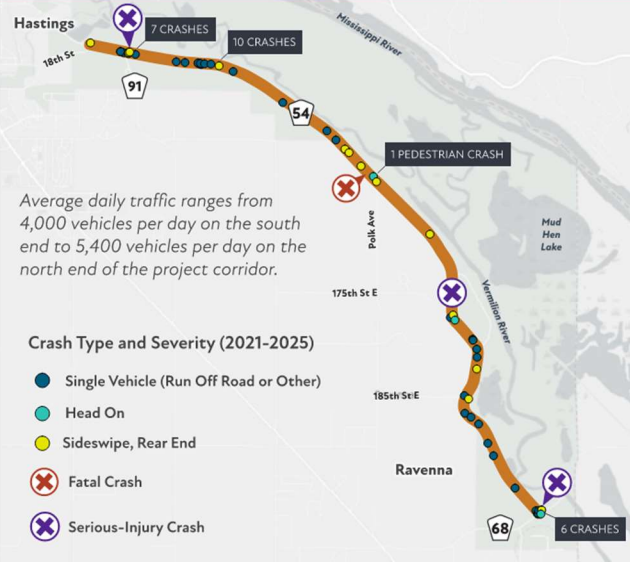 Hastings
7 CRASHES
Mississippi River
10 CRASHES
18th St
91
54
1 PEDESTRIAN CRASH
Average daily traffic ranges from
4,000 vehicles per day on the south
end to 5,400 vehicles per day on the
north end of the project corridor.
Polk Ave
Mud
Hen
Lake
175th St E
Vermilion River
Crash Type and Severity (2021-2025)
Single Vehicle (Run Off Road or Other)
Head On
Sideswipe, Rear End
Fatal Crash
Serious-Injury Crash
185th St E
Ravenna
68
6 CRASHES